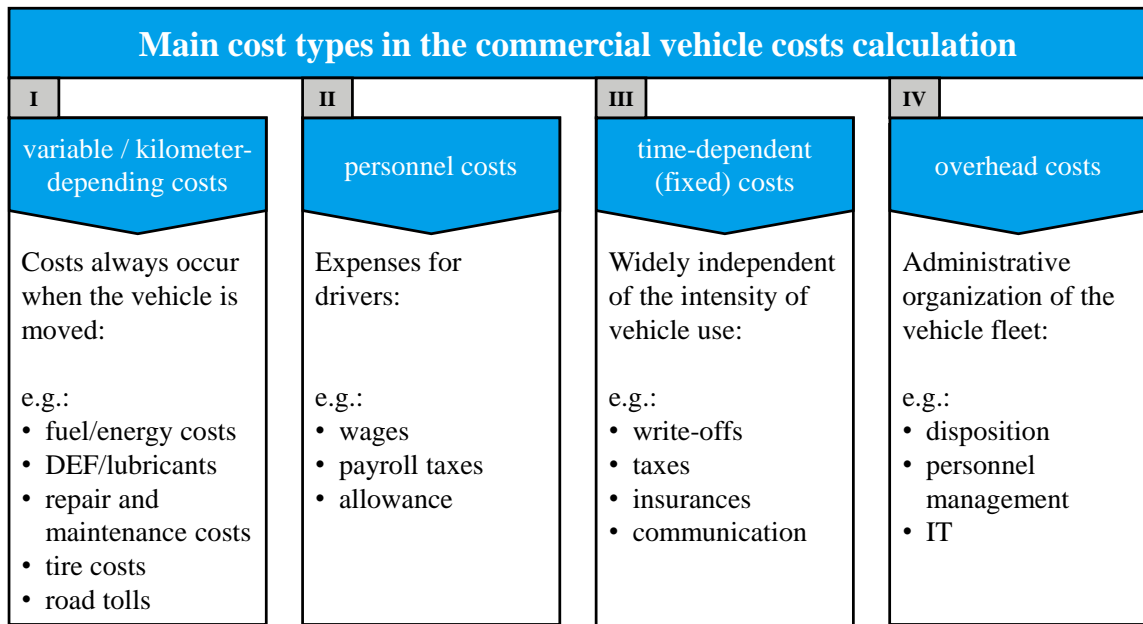 Main cost types in the commercial vehicle costs calculation
I
variable / kilometer-
depending costs
Costs always occur
when the vehicle is
moved:
e.g.:
• fuel/energy costs
• DEF/lubricants
• repair and
maintenance costs
• tire costs
• road tolls
II
personnel costs
Expenses for
drivers:
e.g.:
• wages
• payroll taxes
• allowance
III
time-dependent
(fixed) costs
Widely independent
of the intensity of
vehicle use:
e.g.:
• write-offs
• taxes
• insurances
• communication
IV
overhead costs
Administrative
organization of the
vehicle fleet:
e.g.:
• disposition
• personnel
management
• IT